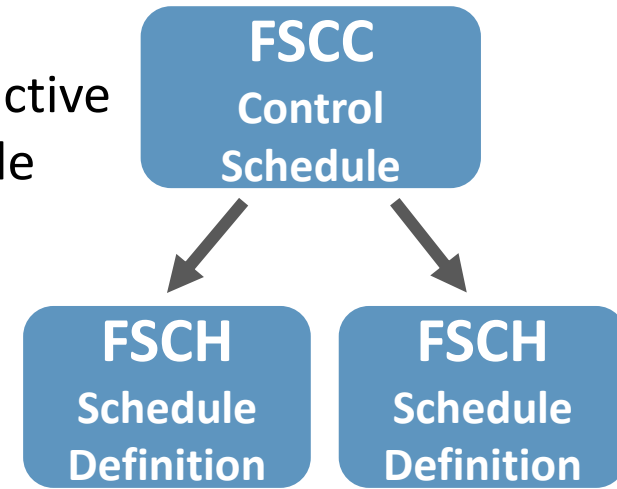 FSCC
ctive
Control
le
Schedule
FSCH
Schedule
Definition
FSCH
Schedule
Definition